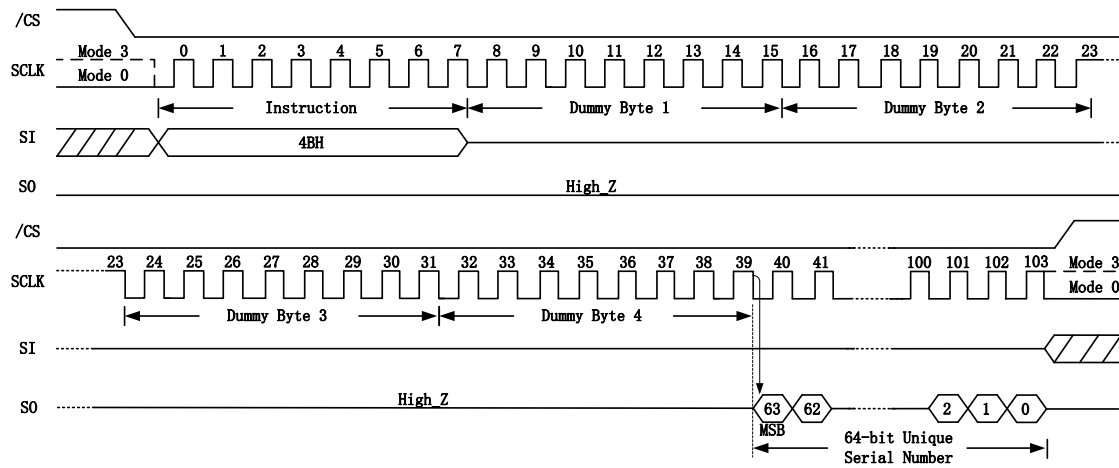 /CS
Mode 3 0 1 2 3 4 5 6 7 8 9 10 11 12 13 14 15 16 17 18 19 20 21 22 23
SCLK
Mode 0
Instruction Dummy Byte 1 Dummy Byte 2
SI 4BH
SO High_Z
/CS
23 24 25 26 27 28 29 30 31 32 33 34 35 36 37 38 39 40 41 100 101 102 103 Mode 3
SCLK Mode 0
Dummy Byte 3 Dummy Byte 4
SI
SO High_Z 63 62 2 1 0
MSB 64-bit Unique
Serial Number